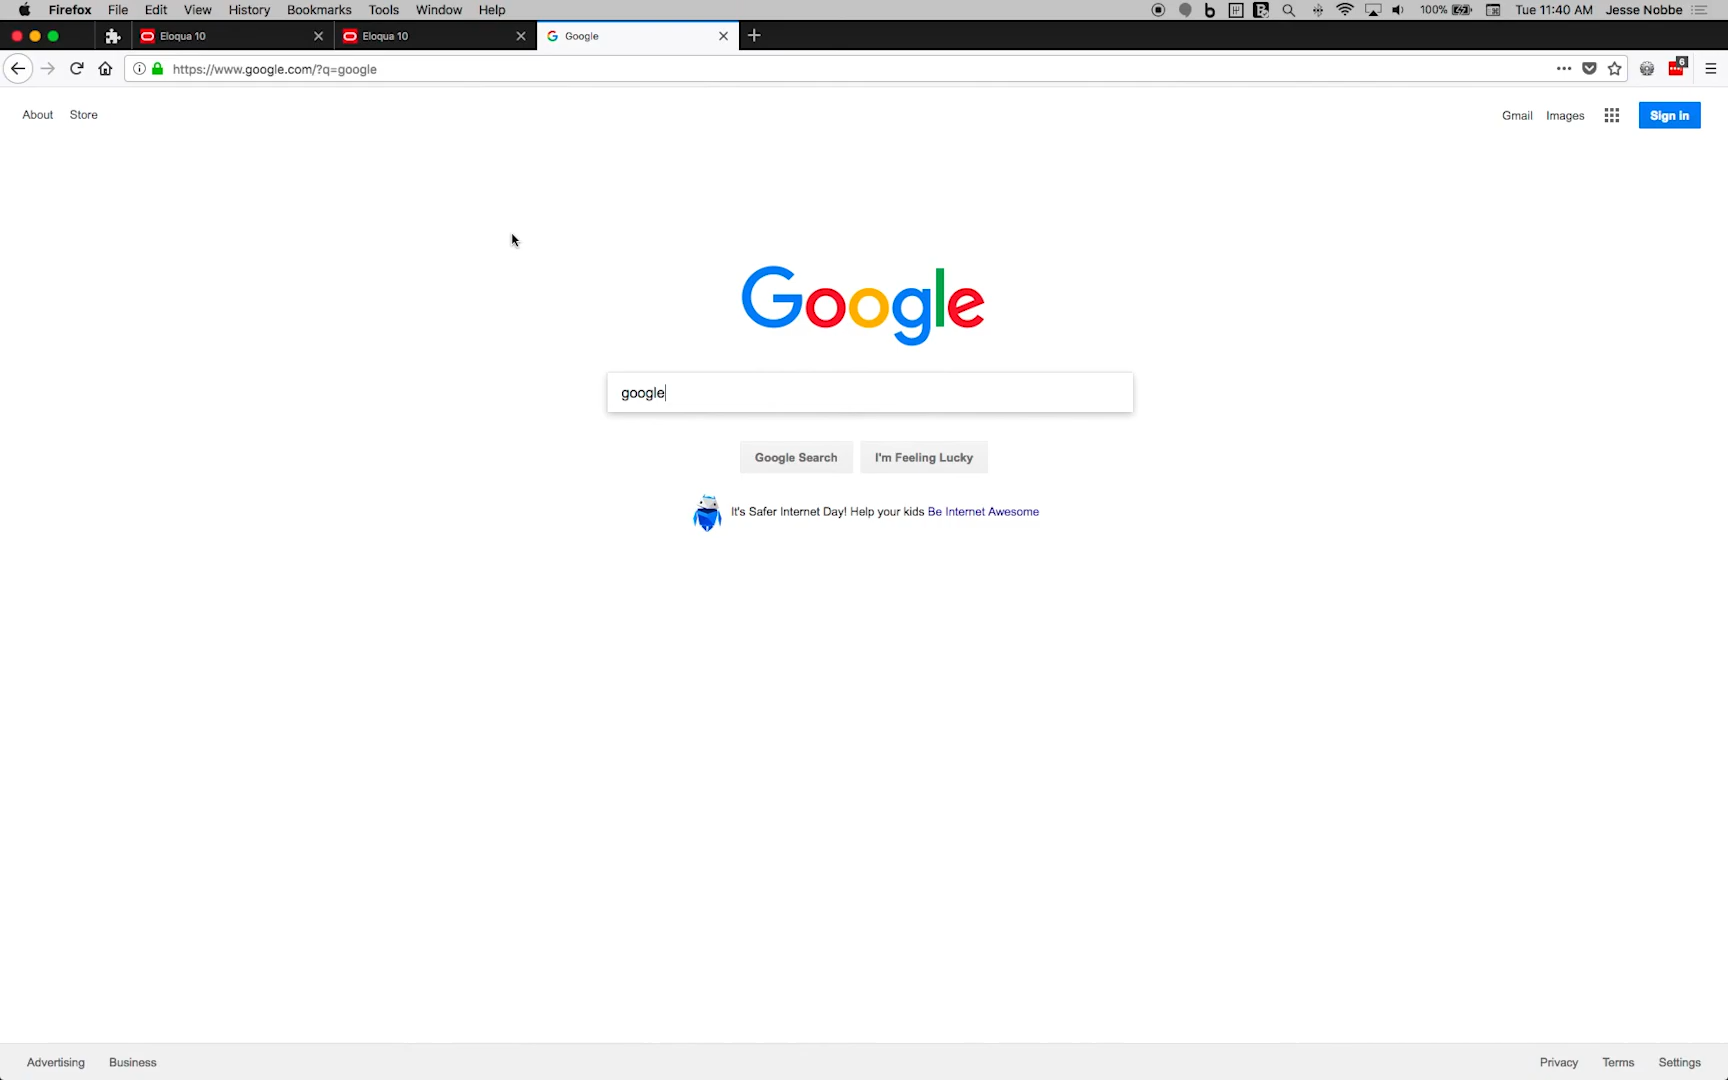 Firefox File Edit View History Bookmarks Tools Window Help 100% Tue 11:40 AM Jesse Nobbe
Eloqua 10 Eloqua 10 Google
https://www.google.com/?q=google 6
About Store Gmail Images Sign in
Google
google
Google Search I'm Feeling Lucky
It's Safer Internet Day! Help your kids Be Internet Awesome
Advertising Business Privacy Terms Settings